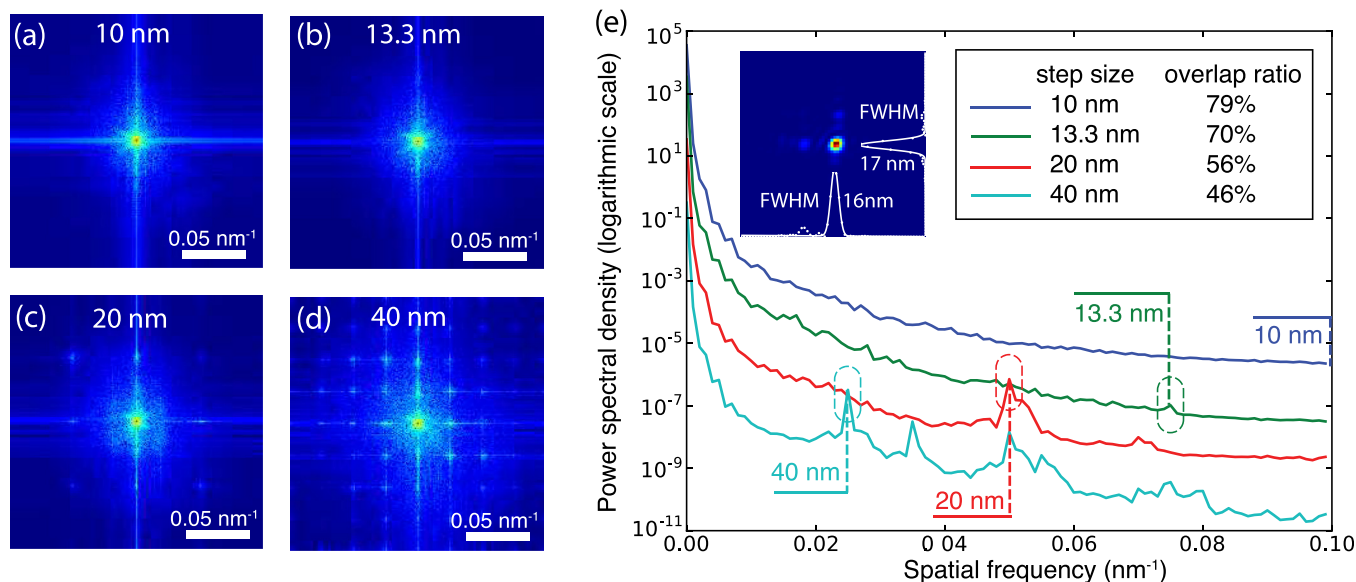 (a) 10 nm
0.05 nm⁻¹
(b) 13.3 nm
0.05 nm⁻¹
(c) 20 nm
0.05 nm⁻¹
(d) 40 nm
0.05 nm⁻¹
(e)
Power spectral density (logarithmic scale)
10⁵
10³
10¹
10⁻¹
10⁻³
10⁻⁵
10⁻⁷
10⁻⁹
10⁻¹¹
FWHM
17 nm
FWHM 16nm
step size overlap ratio
10 nm 79%
13.3 nm 70%
20 nm 56%
40 nm 46%
13.3 nm
10 nm
40 nm
20 nm
0.00 0.02 0 04 0.06 0.08 0.10
Spatial frequency (nm⁻¹)